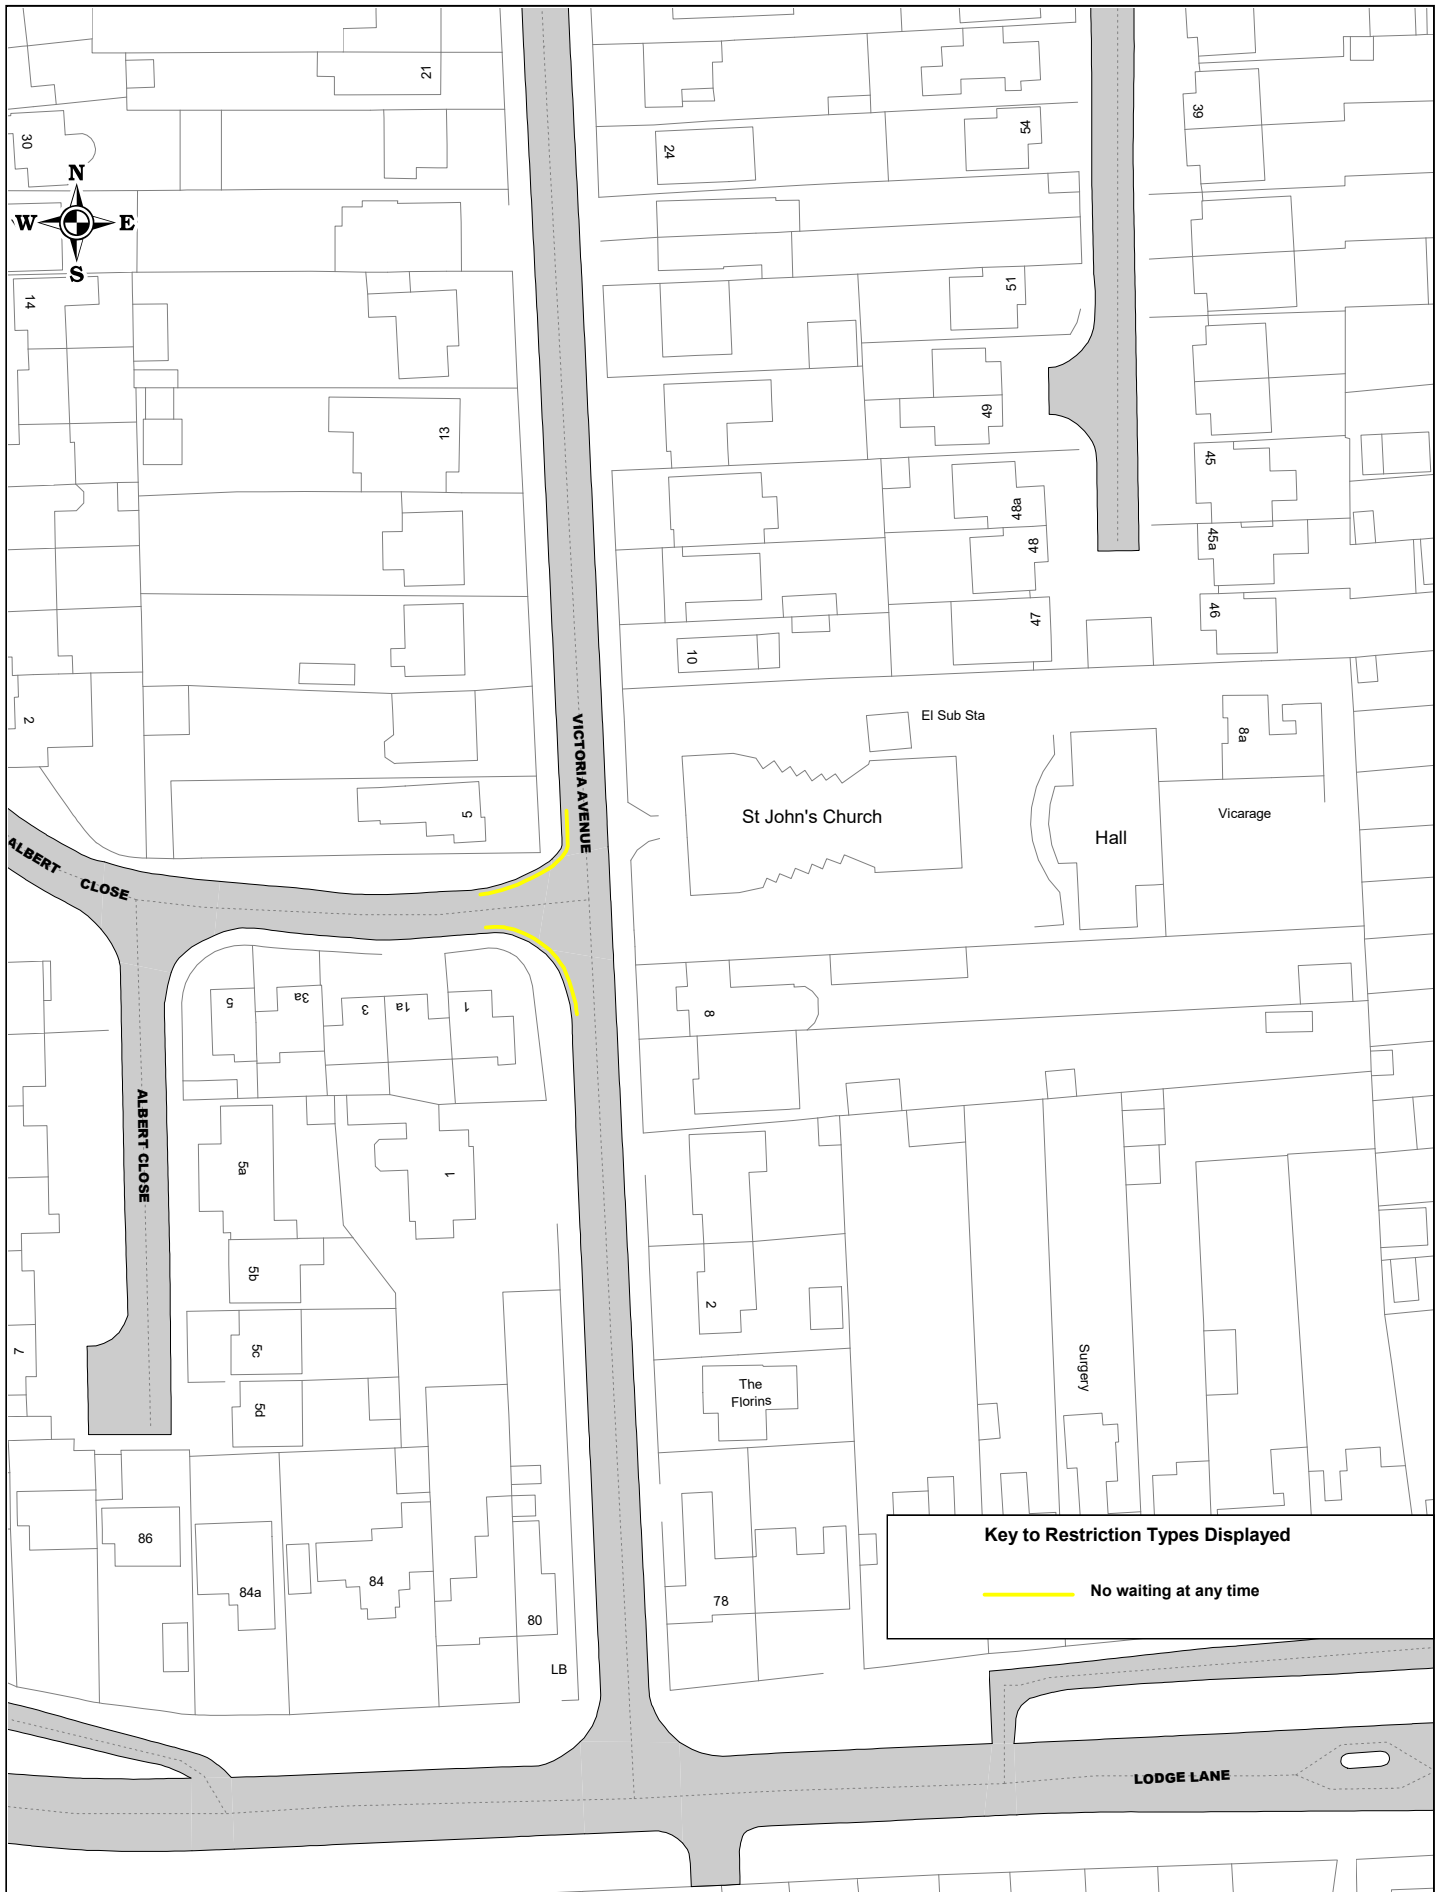 21
30
24
54
39
N
W E
S
14
51
13
49
45
48a
45a
48
46
47
10
2
El Sub Sta
8a
VICTORIA AVENUE
5
St John's Church
Hall
Vicarage
ALBERT CLOSE
5
3a
3
1a
1
8
ALBERT CLOSE
5a
1
5b
2
5c
7
Surgery
The
Florins
5d
86
84a
84
80
78
LB
Key to Restriction Types Displayed
No waiting at any time
LODGE LANE